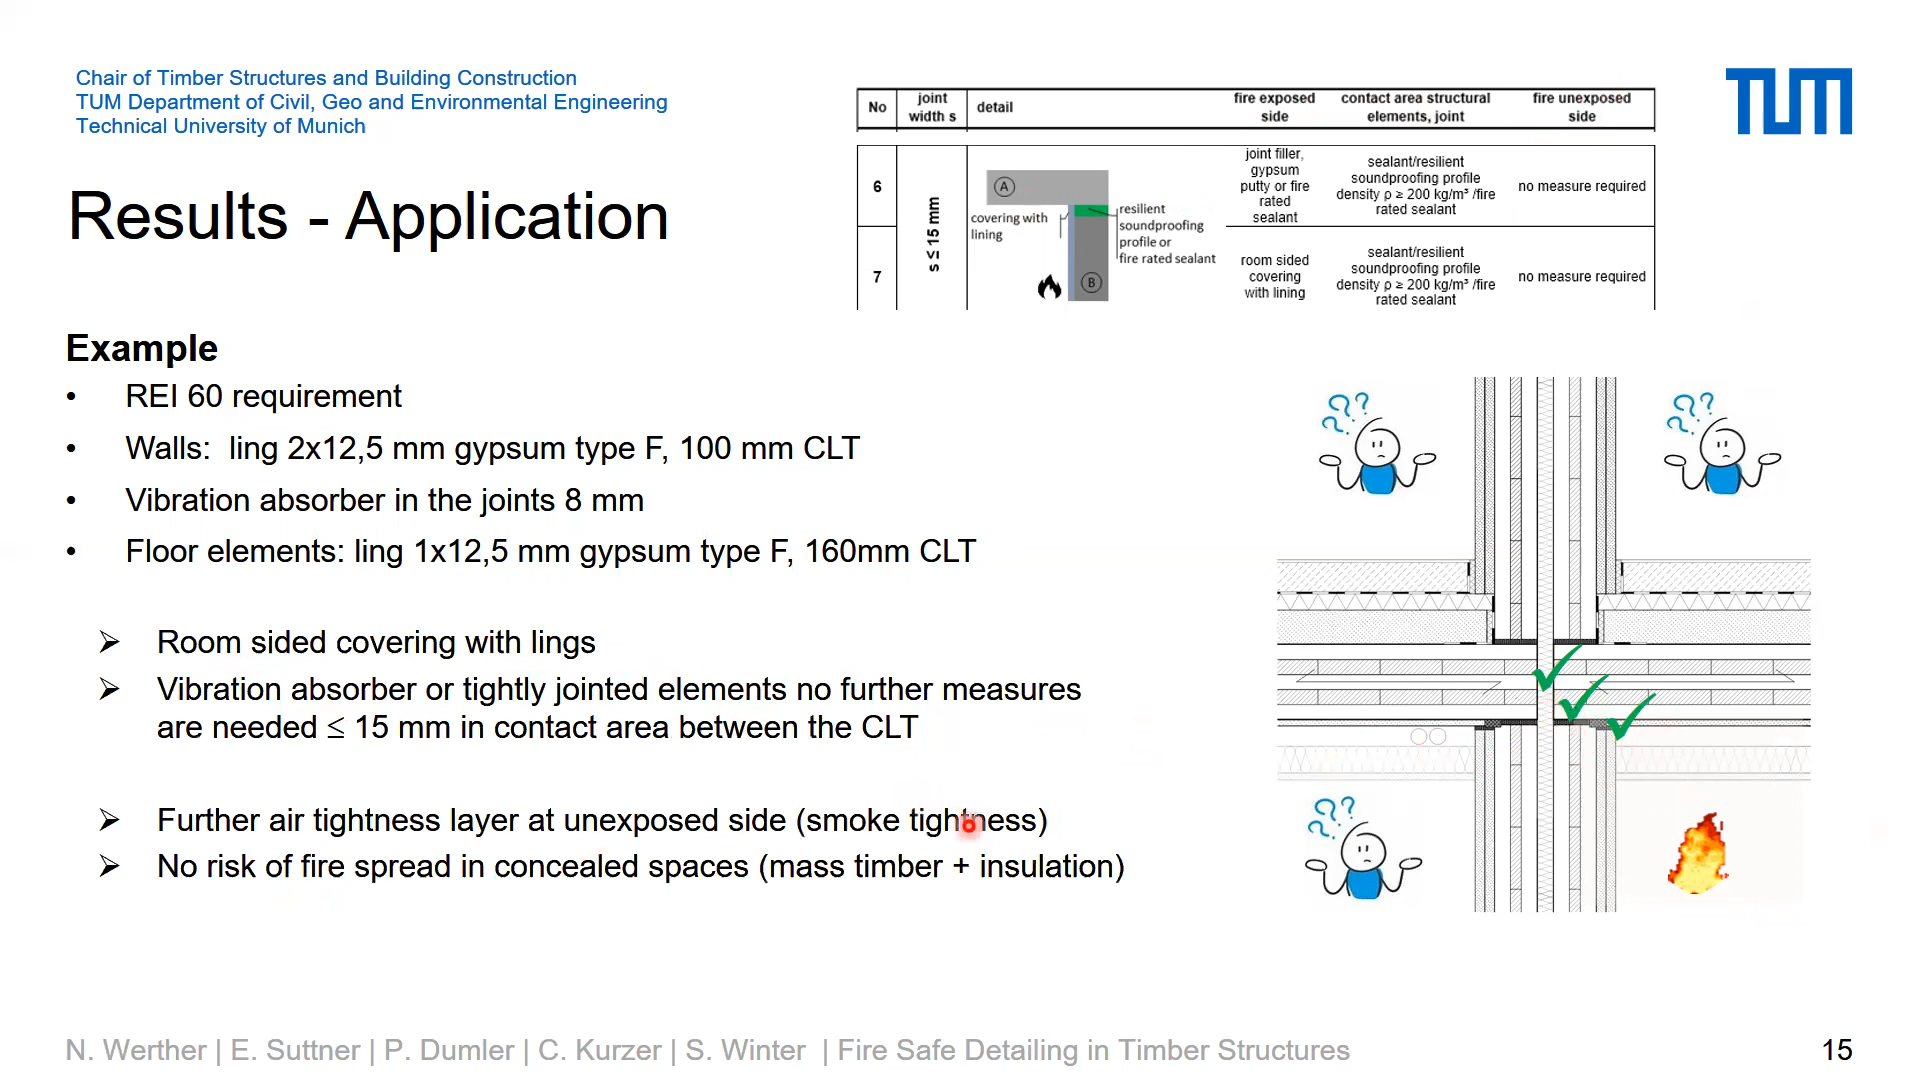 Chair of Timber Structures and Building Construction
TUM Department of Civil, Geo and Environmental Engineering
Technical University of Munich
TUM
Results - Application
No
joint
width s
detail
fire exposed
side
contact area structural
elements, joint
fire unexposed
side
6
s ≤ 15 mm
A
covering with
lining
resilient
soundproofing
profile or
fire rated sealant
B
joint filler,
gypsum
putty or fire
rated
sealant
sealant/resilient
soundproofing profile
density ρ ≥ 200 kg/m³ /fire
rated sealant
no measure required
7
room sided
covering
with lining
sealant/resilient
soundproofing profile
density ρ ≥ 200 kg/m³ /fire
rated sealant
no measure required
Example
• REI 60 requirement
• Walls: ling 2x12,5 mm gypsum type F, 100 mm CLT
• Vibration absorber in the joints 8 mm
• Floor elements: ling 1x12,5 mm gypsum type F, 160mm CLT
➢ Room sided covering with lings
➢ Vibration absorber or tightly jointed elements no further measures
are needed ≤ 15 mm in contact area between the CLT
➢ Further air tightness layer at unexposed side (smoke tightness)
➢ No risk of fire spread in concealed spaces (mass timber + insulation)
???
???
???
N. Werther | E. Suttner | P. Dumler | C. Kurzer | S. Winter | Fire Safe Detailing in Timber Structures
15